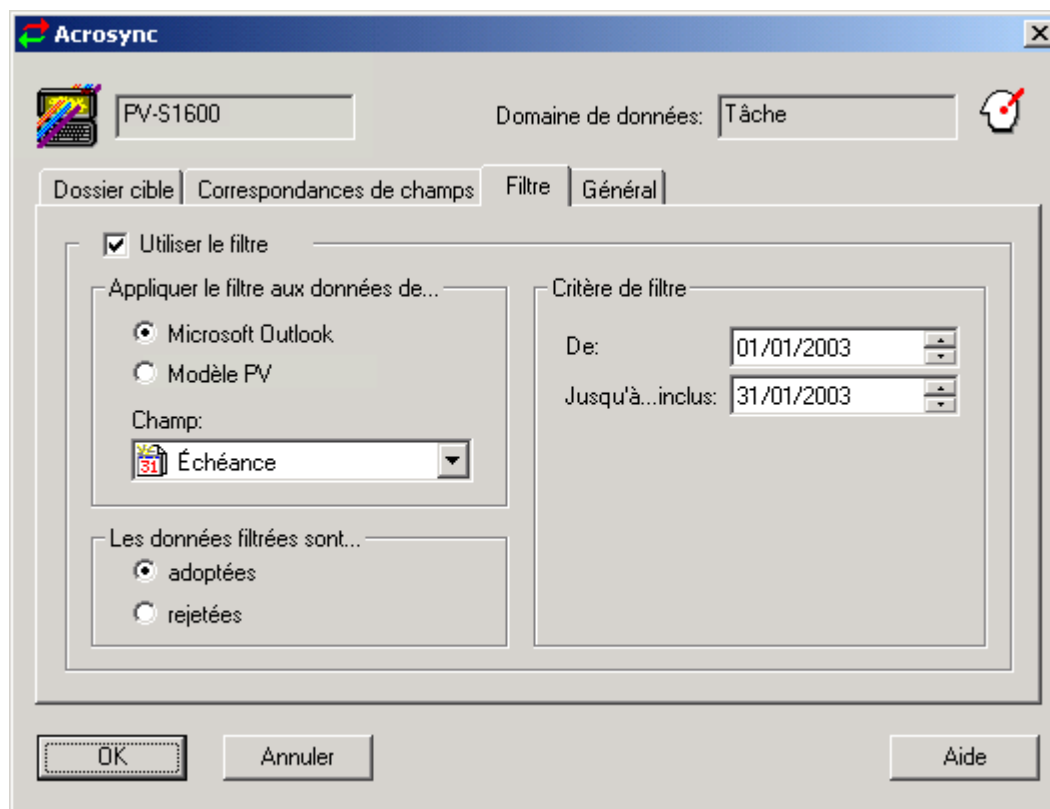 Acrosync
PV-S1600
Domaine de données: Tâche
Dossier cible Correspondances de champs Filtre Général
Utiliser le filtre
Appliquer le filtre aux données de...
Microsoft Outlook
Modèle PV
Champ:
31 Échéance
Les données filtrées sont...
adoptées
rejetées
Critère de filtre
De: 01/01/2003
Jusqu'à...inclus: 31/01/2003
OK Annuler Aide